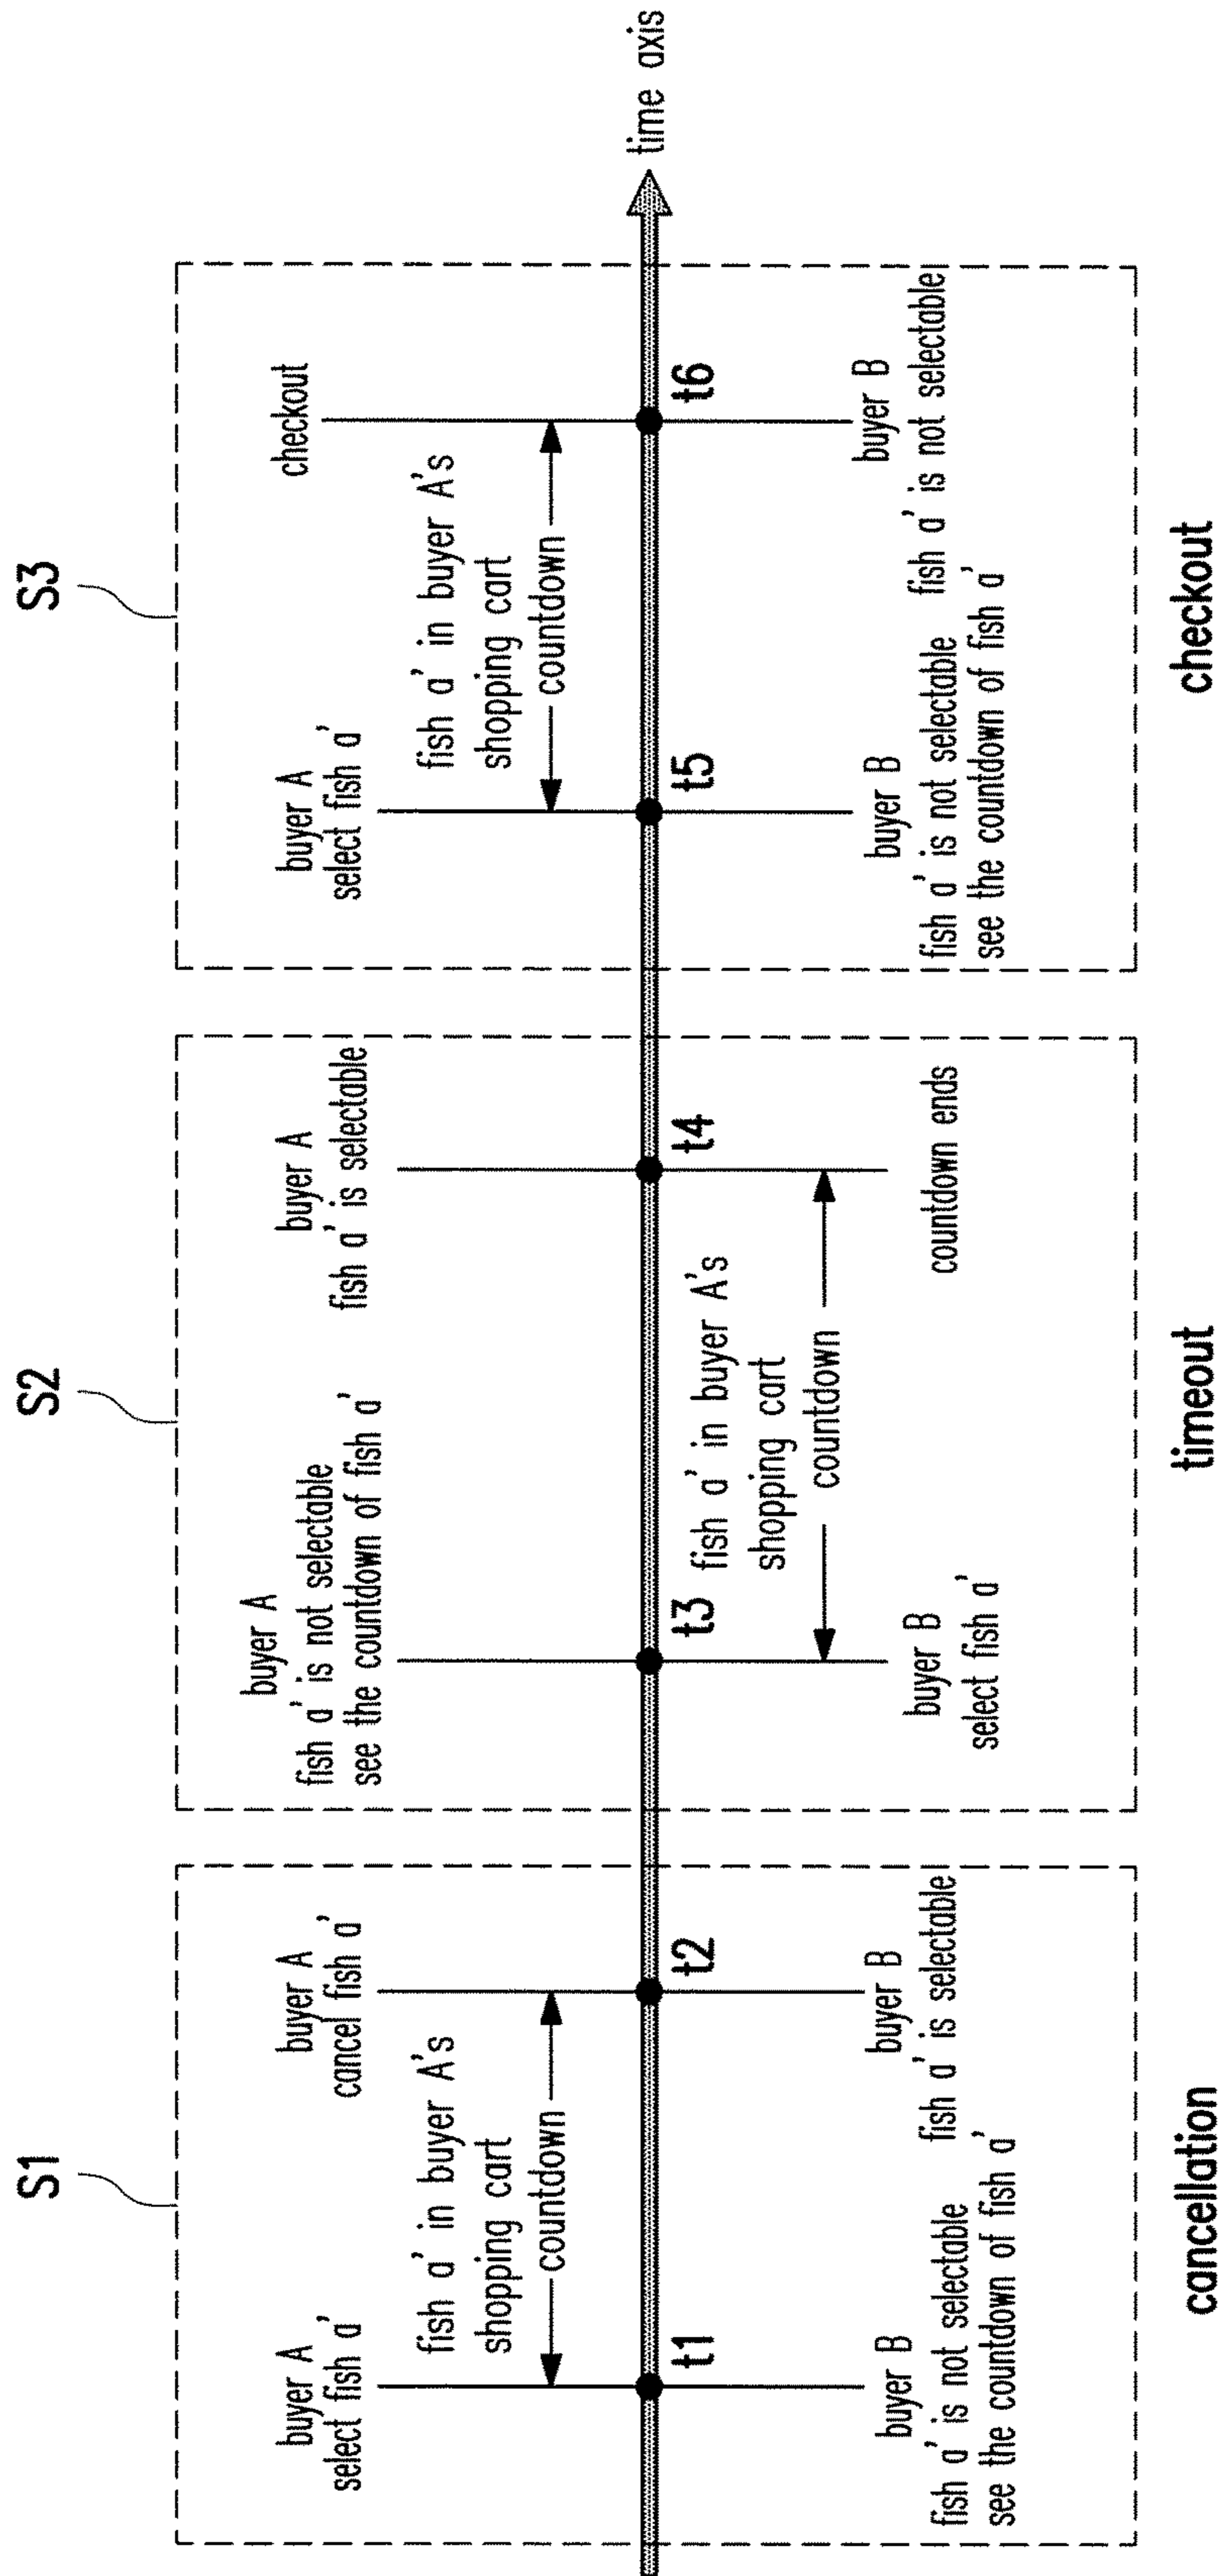 S1
buyer A
select fish a'
buyer A
cancel fish a'
fish a' in buyer A's
shopping cart
countdown
t1
t2
buyer B
fish a' is not selectable
see the countdown of fish a'
buyer B
fish a' is selectable
cancellation
S2
buyer A
fish a' is not selectable
see the countdown of fish a'
buyer A
fish a' is selectable
t3
t4
fish a' in buyer A's
shopping cart
countdown
buyer B
select fish a'
countdown ends
timeout
S3
buyer A
select fish a'
checkout
fish a' in buyer A's
shopping cart
countdown
t5
t6
buyer B
fish a' is not selectable
see the countdown of fish a'
buyer B
fish a' is not selectable
checkout
time axis